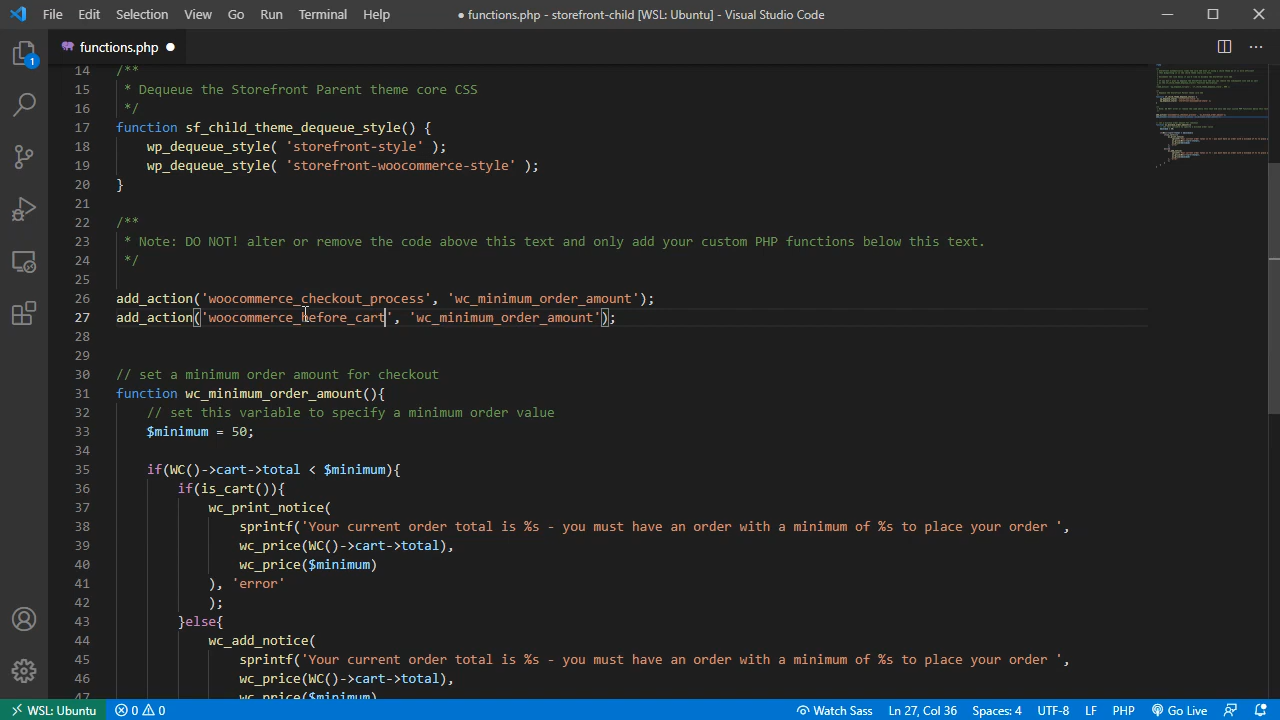 File Edit Selection View Go Run Terminal Help ● functions.php - storefront-child [WSL: Ubuntu] - Visual Studio Code
functions.php ●
1
14 /**
15 * Dequeue the Storefront Parent theme core CSS
16 */
17 function sf_child_theme_dequeue_style() {
18 wp_dequeue_style( 'storefront-style' );
19 wp_dequeue_style( 'storefront-woocommerce-style' );
20 }
21
22 /**
23 * Note: DO NOT! alter or remove the code above this text and only add your custom PHP functions below this text.
24 */
25
26 add_action('woocommerce_checkout_process', 'wc_minimum_order_amount');
27 add_action('woocommerce_before_cart', 'wc_minimum_order_amount');
28
29
30 // set a minimum order amount for checkout
31 function wc_minimum_order_amount(){
32 // set this variable to specify a minimum order value
33 $minimum = 50;
34
35 if(WC()->cart->total < $minimum){
36 if(is_cart()){
37 wc_print_notice(
38 sprintf('Your current order total is %s - you must have an order with a minimum of %s to place your order ',
39 wc_price(WC()->cart->total),
40 wc_price($minimum)
41 ), 'error'
42 );
43 }else{
44 wc_add_notice(
45 sprintf('Your current order total is %s - you must have an order with a minimum of %s to place your order ',
46 wc_price(WC()->cart->total),
47 wc_price($minimum)
WSL: Ubuntu 0 0 Watch Sass Ln 27, Col 36 Spaces: 4 UTF-8 LF PHP Go Live